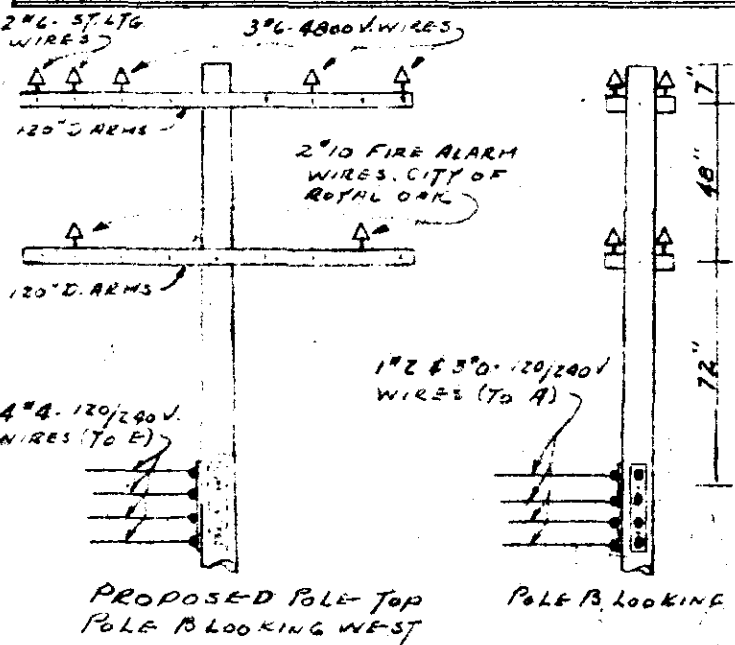 2 #6- ST. LTG.
WIRES
3 #6- 4800 V. WIRES
120" D. ARMS
2 #10 FIRE ALARM
WIRES. CITY OF
ROYAL OAK
120" D. ARMS
4 #4- 120/240 V.
WIRES (TO E)
PROPOSED POLE TOP
POLE B LOOKING WEST
7"
48"
72"
1 #2 & 3 #0- 120/240 V
WIRES (TO A)
POLE B LOOKING